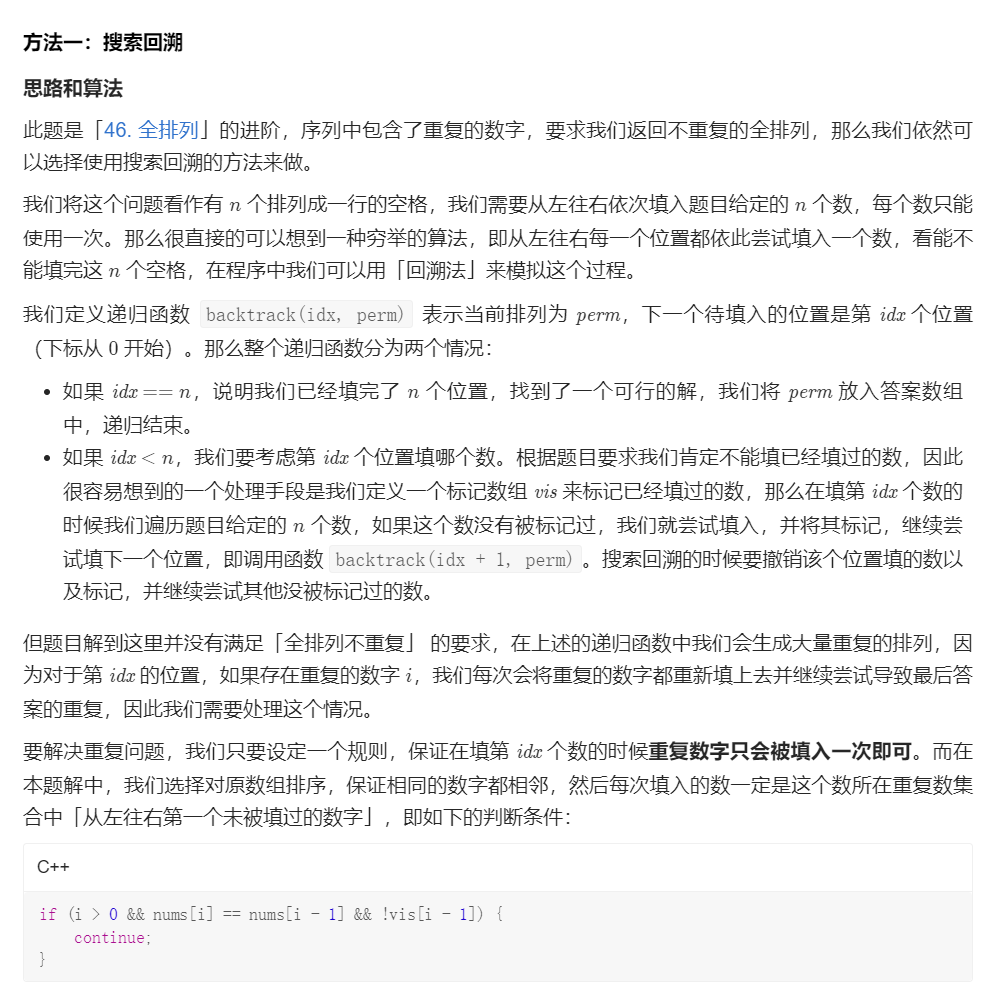 方法一：搜索回溯
思路和算法
此题是「46. 全排列」的进阶，序列中包含了重复的数字，要求我们返回不重复的全排列，那么我们依然可
以选择使用搜索回溯的方法来做。
我们将这个问题看作有 n 个排列成一行的空格，我们需要从左往右依次填入题目给定的 n 个数，每个数只能
使用一次。那么很直接的可以想到一种穷举的算法，即从左往右每一个位置都依此尝试填入一个数，看能不
能填完这 n 个空格，在程序中我们可以用「回溯法」来模拟这个过程。
我们定义递归函数 backtrack(idx, perm) 表示当前排列为 perm，下一个待填入的位置是第 idx 个位置
（下标从 0 开始）。那么整个递归函数分为两个情况：
• 如果 idx == n，说明我们已经填完了 n 个位置，找到了一个可行的解，我们将 perm 放入答案数组
中，递归结束。
• 如果 idx < n，我们要考虑第 idx 个位置填哪个数。根据题目要求我们肯定不能填已经填过的数，因此
很容易想到的一个处理手段是我们定义一个标记数组 vis 来标记已经填过的数，那么在填第 idx 个数的
时候我们遍历题目给定的 n 个数，如果这个数没有被标记过，我们就尝试填入，并将其标记，继续尝
试填下一个位置，即调用函数 backtrack(idx + 1, perm)。搜索回溯的时候要撤销该个位置填的数以
及标记，并继续尝试其他没被标记过的数。
但题目解到这里并没有满足「全排列不重复」 的要求，在上述的递归函数中我们会生成大量重复的排列，因
为对于第 idx 的位置，如果存在重复的数字 i，我们每次会将重复的数字都重新填上去并继续尝试导致最后答
案的重复，因此我们需要处理这个情况。
要解决重复问题，我们只要设定一个规则，保证在填第 idx 个数的时候重复数字只会被填入一次即可。而在
本题解中，我们选择对原数组排序，保证相同的数字都相邻，然后每次填入的数一定是这个数所在重复数集
合中「从左往右第一个未被填过的数字」，即如下的判断条件：
C++
if (i > 0 && nums[i] == nums[i - 1] && !vis[i - 1]) {
    continue;
}